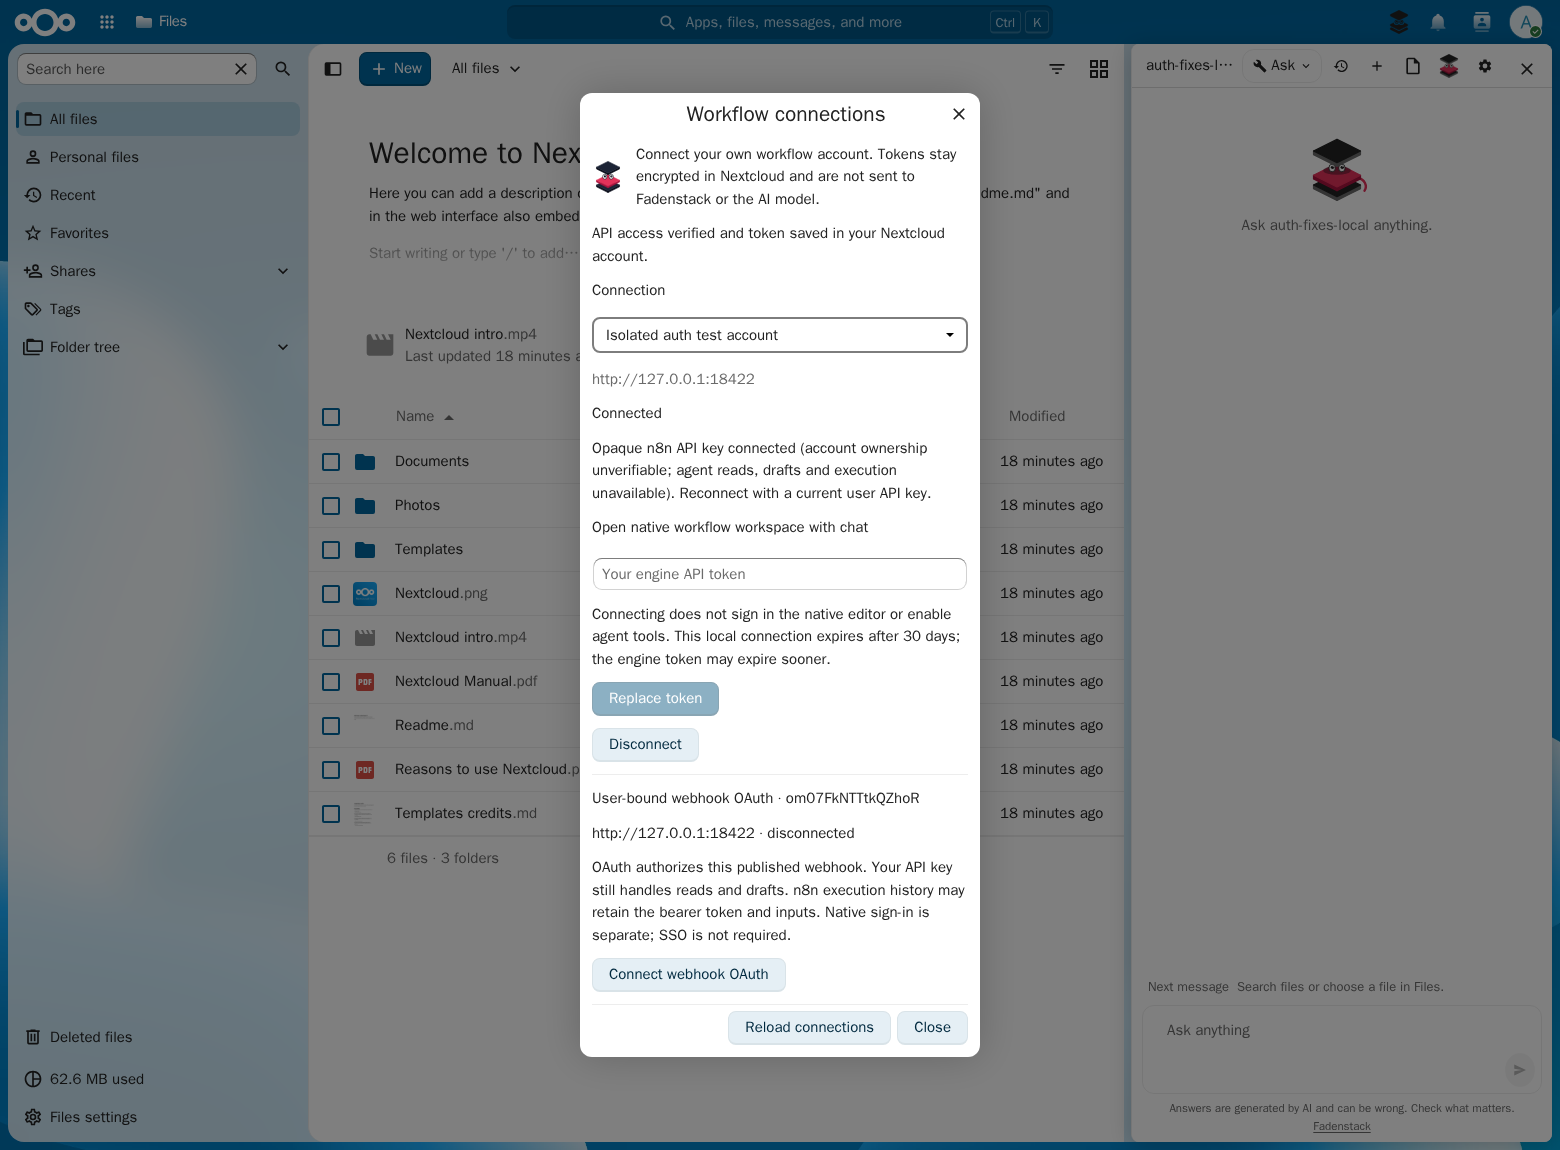 Files
Apps, files, messages, and more
Ctrl
K
A
Search here
All files
Personal files
Recent
Favorites
Shares
Tags
Folder tree
Deleted files
62.6 MB used
Files settings
New
All files
Welcome to Nex
Here you can add a description
dme.md" and
in the web interface also embed
Start writing or type '/' to add…
Nextcloud intro.mp4
Last updated 18 minutes a
Name
Modified
Documents
18 minutes ago
Photos
18 minutes ago
Templates
18 minutes ago
Nextcloud.png
18 minutes ago
Nextcloud intro.mp4
18 minutes ago
PDF
Nextcloud Manual.pdf
18 minutes ago
Readme.md
18 minutes ago
PDF
Reasons to use Nextcloud.p
18 minutes ago
Templates credits.md
18 minutes ago
6 files · 3 folders
Workflow connections
Connect your own workflow account. Tokens stay
encrypted in Nextcloud and are not sent to
Fadenstack or the AI model.
API access verified and token saved in your Nextcloud
account.
Connection
Isolated auth test account
http://127.0.0.1:18422
Connected
Opaque n8n API key connected (account ownership
unverifiable; agent reads, drafts and execution
unavailable). Reconnect with a current user API key.
Open native workflow workspace with chat
Your engine API token
Connecting does not sign in the native editor or enable
agent tools. This local connection expires after 30 days;
the engine token may expire sooner.
Replace token
Disconnect
User-bound webhook OAuth · om07FkNTTtkQZhoR
http://127.0.0.1:18422 · disconnected
OAuth authorizes this published webhook. Your API key
still handles reads and drafts. n8n execution history may
retain the bearer token and inputs. Native sign-in is
separate; SSO is not required.
Connect webhook OAuth
Reload connections
Close
auth-fixes-l…
Ask
Ask auth-fixes-local anything.
Next message Search files or choose a file in Files.
Ask anything
Answers are generated by AI and can be wrong. Check what matters.
Fadenstack